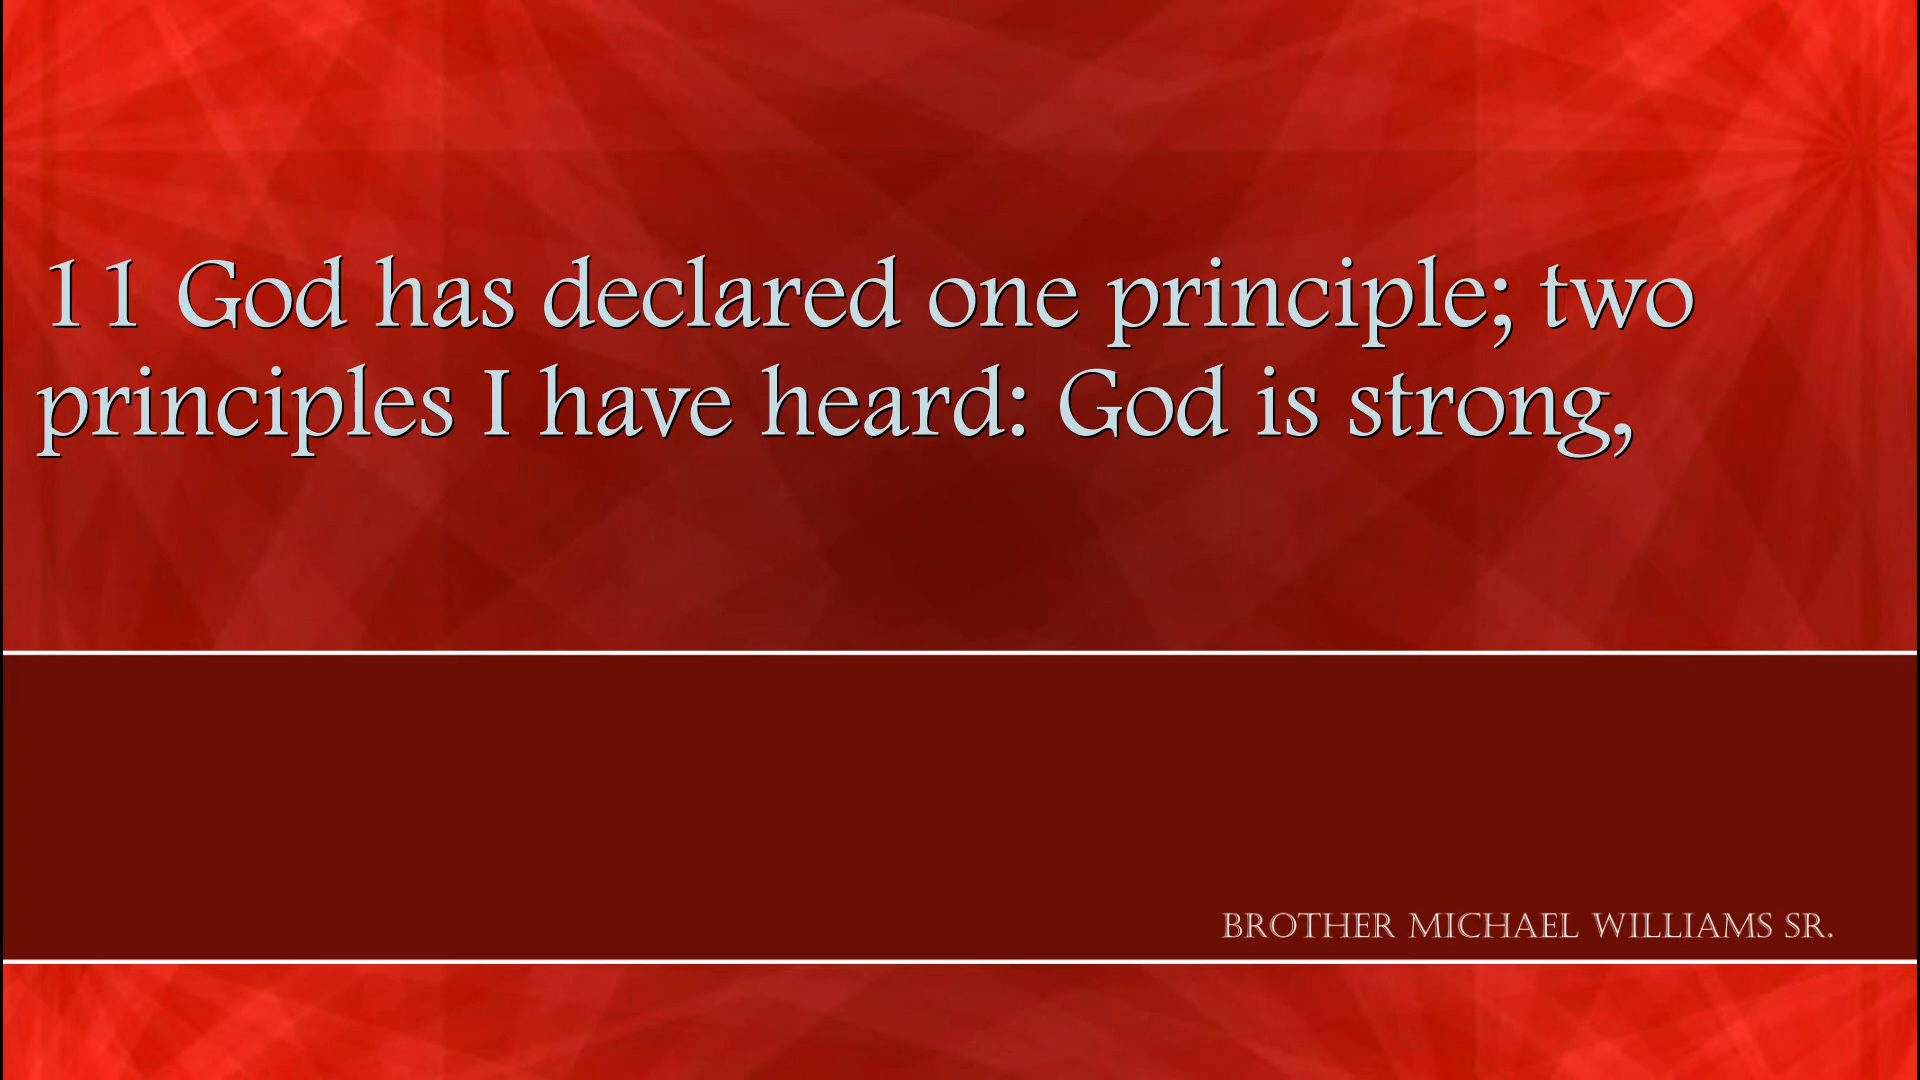 11 God has declared one principle; two
principles I have heard: God is strong,
BROTHER MICHAEL WILLIAMS SR.